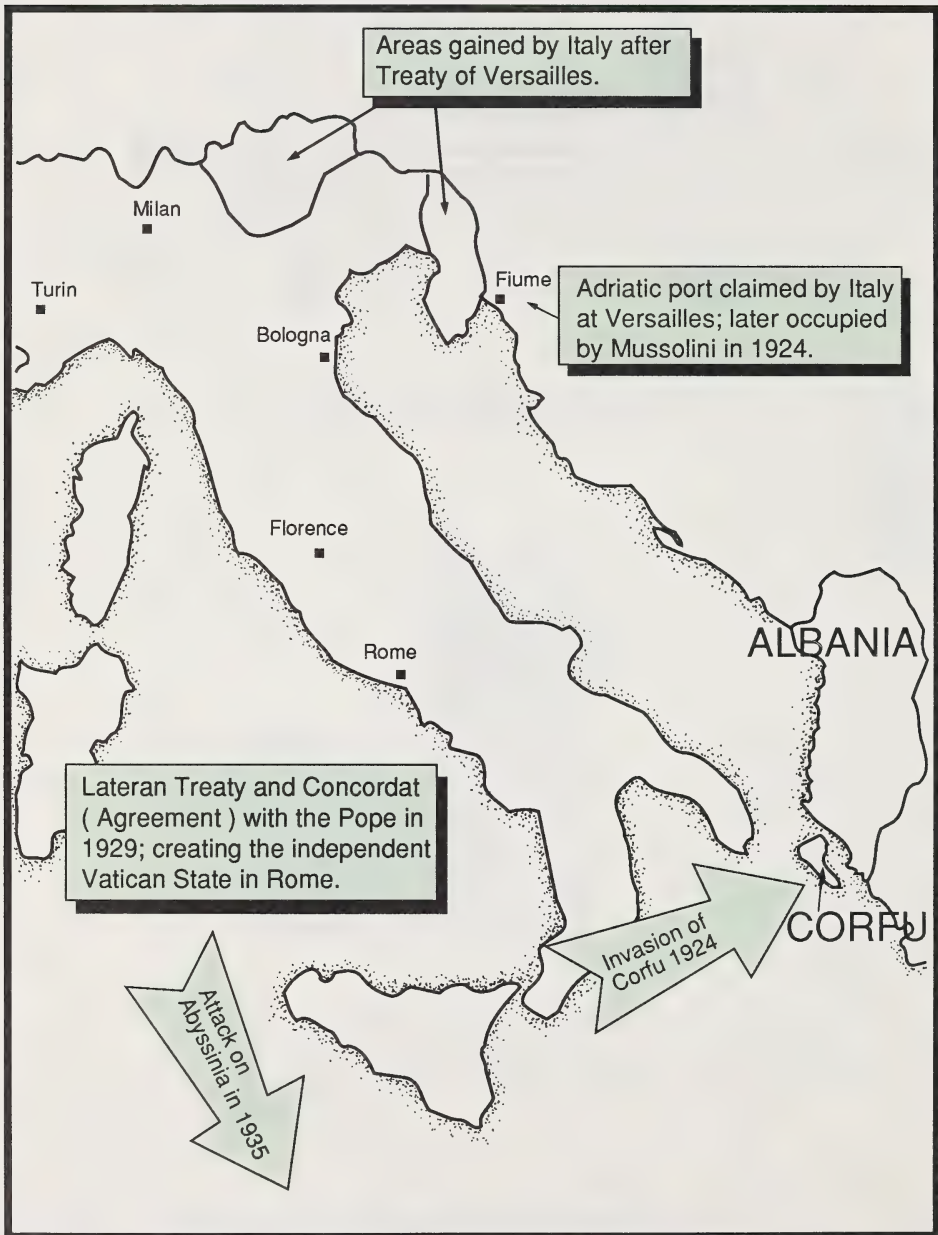 Areas gained by Italy after
Treaty of Versailles.
Milan
Turin
Fiume
Adriatic port claimed by Italy
at Versailles; later occupied
by Mussolini in 1924.
Bologna
Florence
Rome
ALBANIA
Lateran Treaty and Concordat
( Agreement ) with the Pope in
1929; creating the independent
Vatican State in Rome.
CORFU
Invasion of
Corfu 1924
Attack on
Abyssinia in 1935